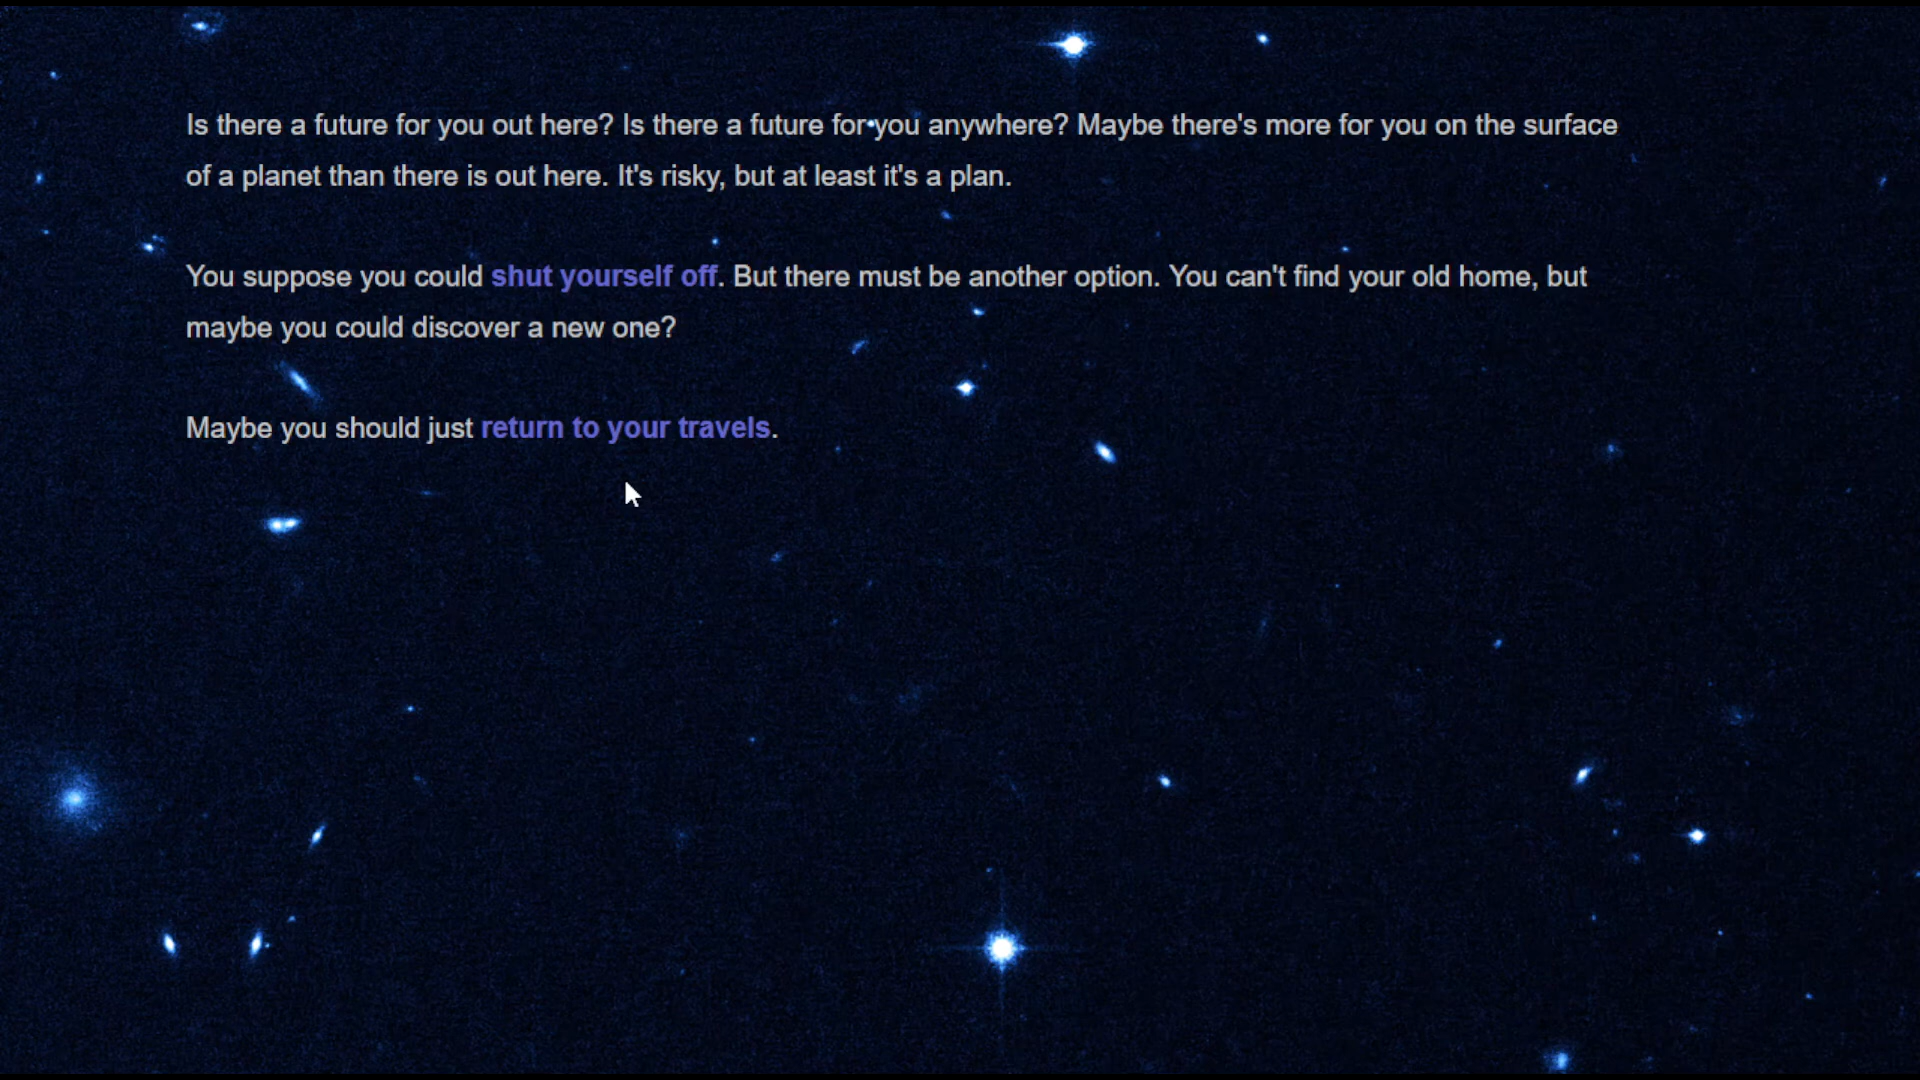 Is there a future for you out here? Is there a future for you anywhere? Maybe there's more for you on the surface
of a planet than there is out here. It's risky, but at least it's a plan.
You suppose you could shut yourself off. But there must be another option. You can't find your old home, but
maybe you could discover a new one?
Maybe you should just return to your travels.